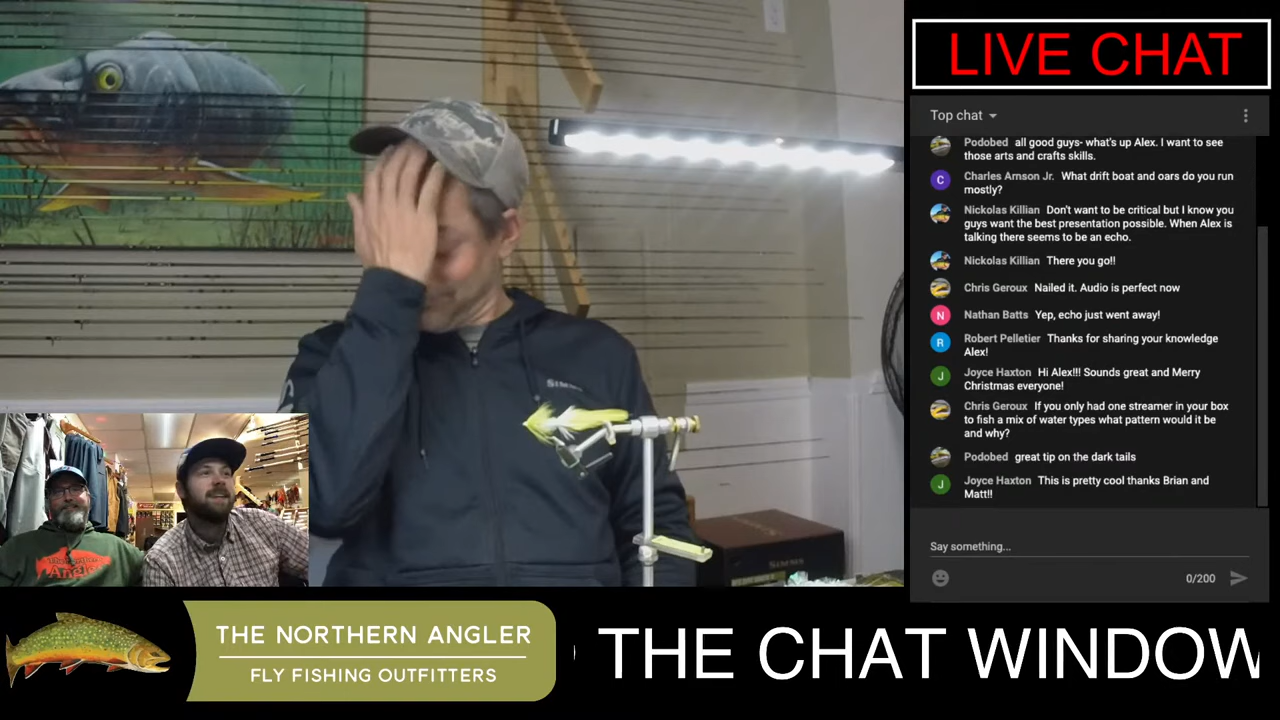 LIVE CHAT
Top chat
Podobed all good guys- what's up Alex. I want to see
those arts and crafts skills.
C
Charles Arnson Jr. What drift boat and oars do you run
mostly?
Nickolas Killian Don't want to be critical but I know you
guys want the best presentation possible. When Alex is
talking there seems to be an echo.
Nickolas Killian There you go!!
Chris Geroux Nailed it. Audio is perfect now
N
Nathan Batts Yep, echo just went away!
R
Robert Pelletier Thanks for sharing your knowledge
Alex!
J
Joyce Haxton Hi Alex!!! Sounds great and Merry
Christmas everyone!
Chris Geroux If you only had one streamer in your box
to fish a mix of water types what pattern would it be
and why?
Podobed great tip on the dark tails
J
Joyce Haxton This is pretty cool thanks Brian and
Matt!!
Say something...
0/200
SIMMS
SIMMS
THE NORTHERN ANGLER
FLY FISHING OUTFITTERS
THE CHAT WINDOW